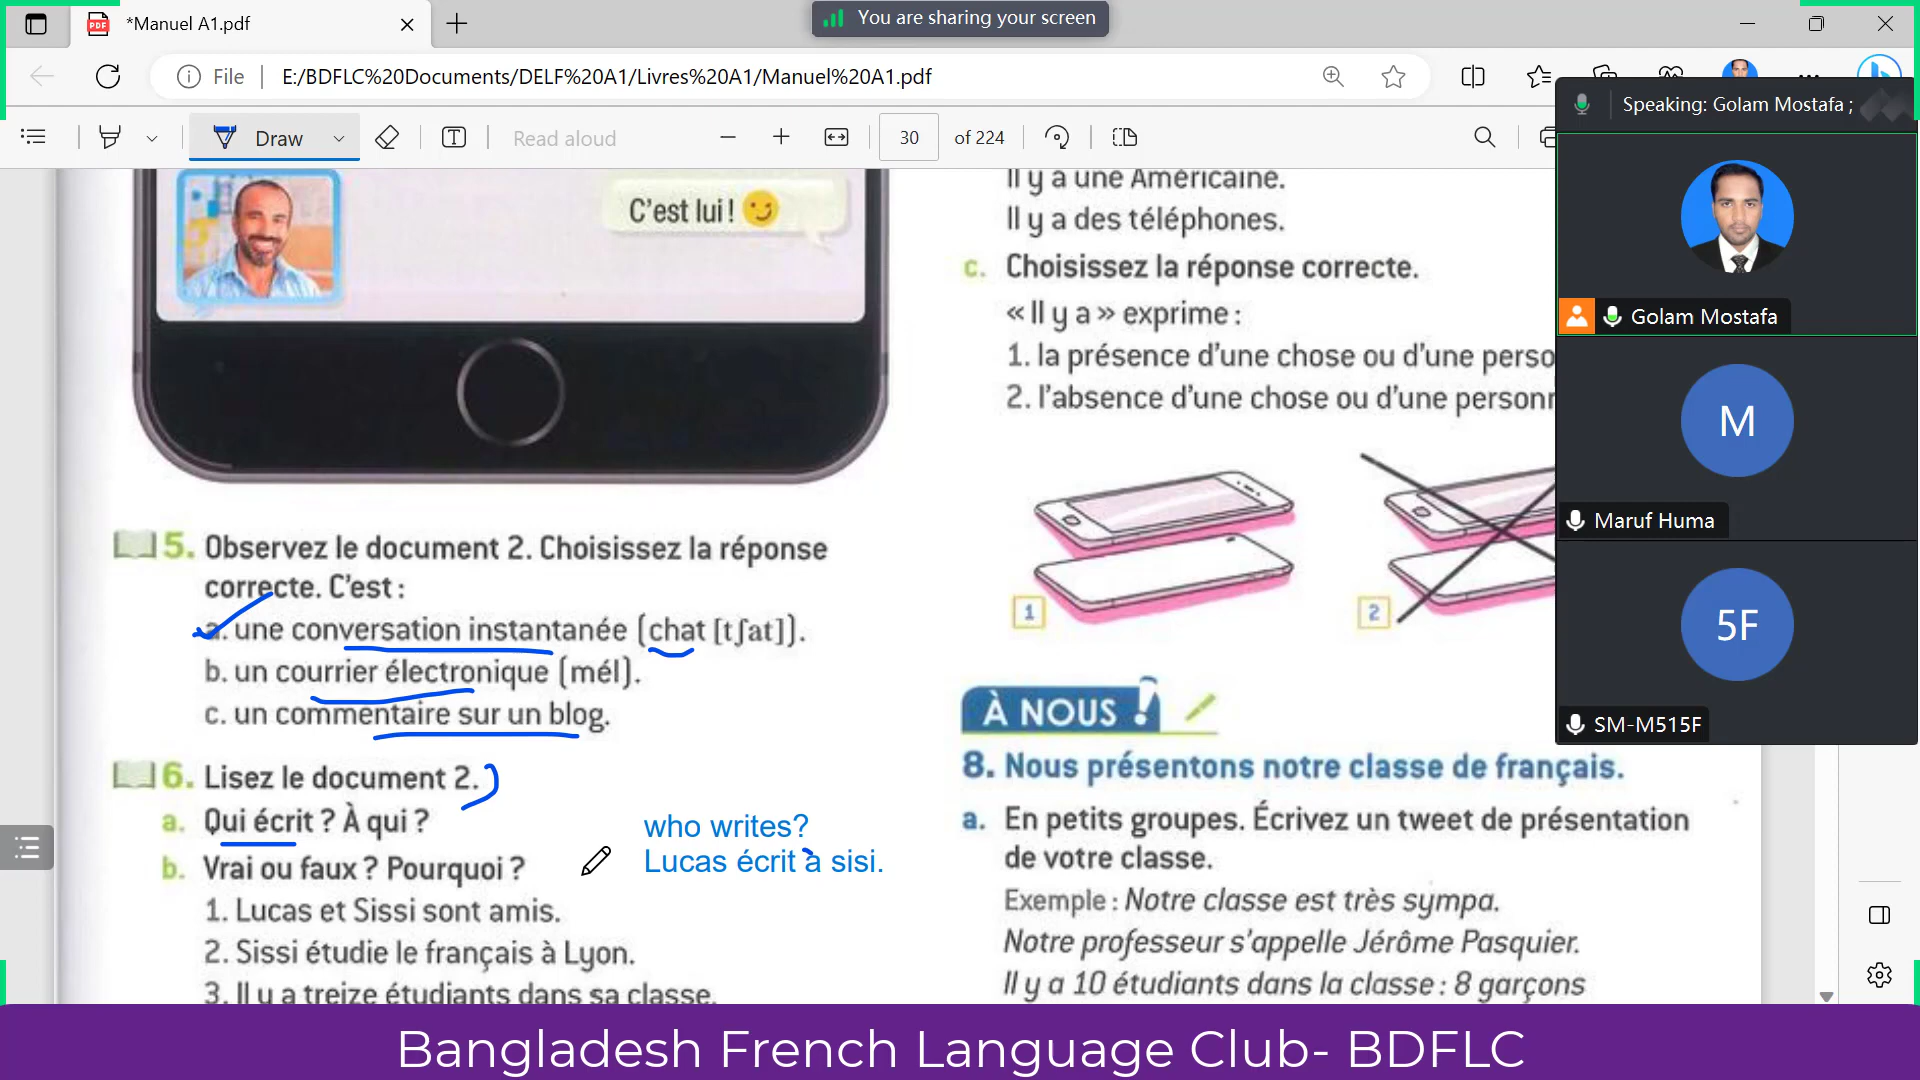 *Manuel A1.pdf
You are sharing your screen
File
E:/BDFLC%20Documents/DELF%20A1/Livres%20A1/Manuel%20A1.pdf
Draw
Read aloud
30
of 224
Speaking: Golam Mostafa ;
Golam Mostafa
M
Maruf Huma
5F
SM-M515F
C'est lui !
5. Observez le document 2. Choisissez la réponse
correcte. C'est :
a. une conversation instantanée (chat [tʃat]).
b. un courrier électronique (mél).
c. un commentaire sur un blog.
6. Lisez le document 2.
a. Qui écrit ? À qui ?
b. Vrai ou faux ? Pourquoi ?
1. Lucas et Sissi sont amis.
2. Sissi étudie le français à Lyon.
3. Il y a treize étudiants dans sa classe.
who writes?
Lucas écrit à sisi.
Il y a une Américaine.
Il y a des téléphones.
c. Choisissez la réponse correcte.
« Il y a » exprime :
1. la présence d'une chose ou d'une perso
2. l'absence d'une chose ou d'une person
1
2
À NOUS !
8. Nous présentons notre classe de français.
a. En petits groupes. Écrivez un tweet de présentation
de votre classe.
Exemple : Notre classe est très sympa.
Notre professeur s'appelle Jérôme Pasquier.
Il y a 10 étudiants dans la classe : 8 garçons
Bangladesh French Language Club- BDFLC